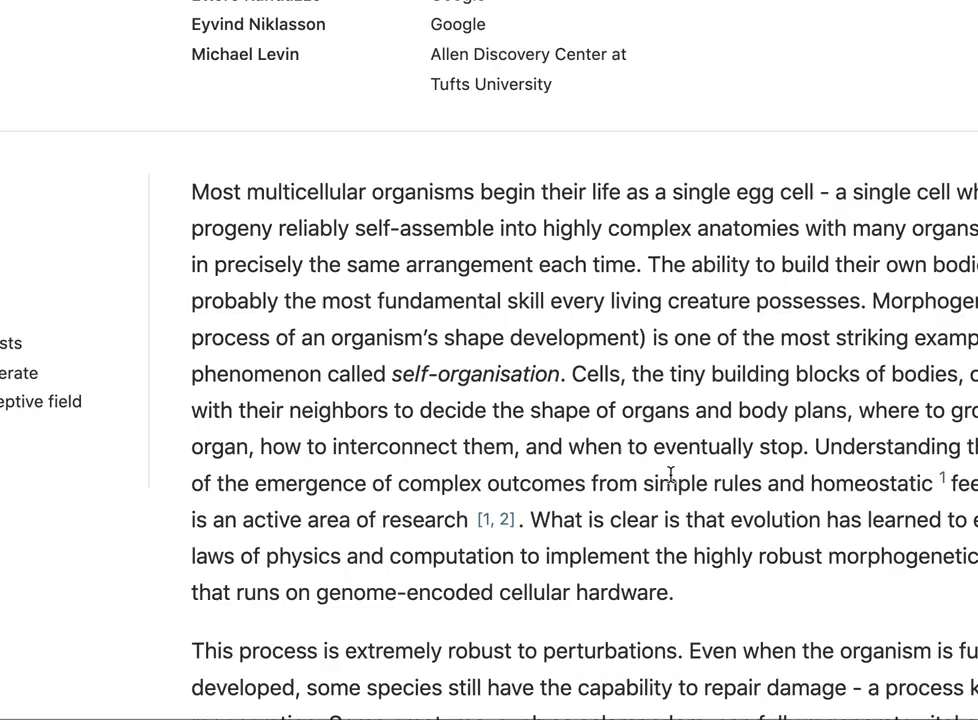 Eyvind Niklasson Google
Michael Levin Allen Discovery Center at
Tufts University
Most multicellular organisms begin their life as a single egg cell - a single cell wh
progeny reliably self-assemble into highly complex anatomies with many organs
in precisely the same arrangement each time. The ability to build their own bodi
probably the most fundamental skill every living creature possesses. Morphogen
process of an organism's shape development) is one of the most striking examp
sts
phenomenon called self-organisation. Cells, the tiny building blocks of bodies, c
erate
eptive field
with their neighbors to decide the shape of organs and body plans, where to gro
organ, how to interconnect them, and when to eventually stop. Understanding th
of the emergence of complex outcomes from simple rules and homeostatic 1 fee
is an active area of research [1, 2]. What is clear is that evolution has learned to e
laws of physics and computation to implement the highly robust morphogenetic
that runs on genome-encoded cellular hardware.
This process is extremely robust to perturbations. Even when the organism is fu
developed, some species still have the capability to repair damage - a process k